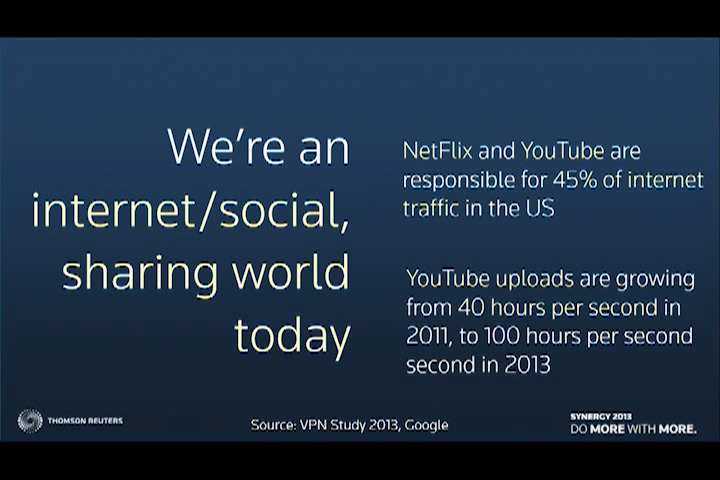 We're an
internet/social,
sharing world
today
NetFlix and YouTube are
responsible for 45% of internet
traffic in the US
YouTube uploads are growing
from 40 hours per second in
2011, to 100 hours per second
second in 2013
THOMSON REUTERS
Source: VPN Study 2013, Google
SYNERGY 2013
DO MORE WITH MORE.